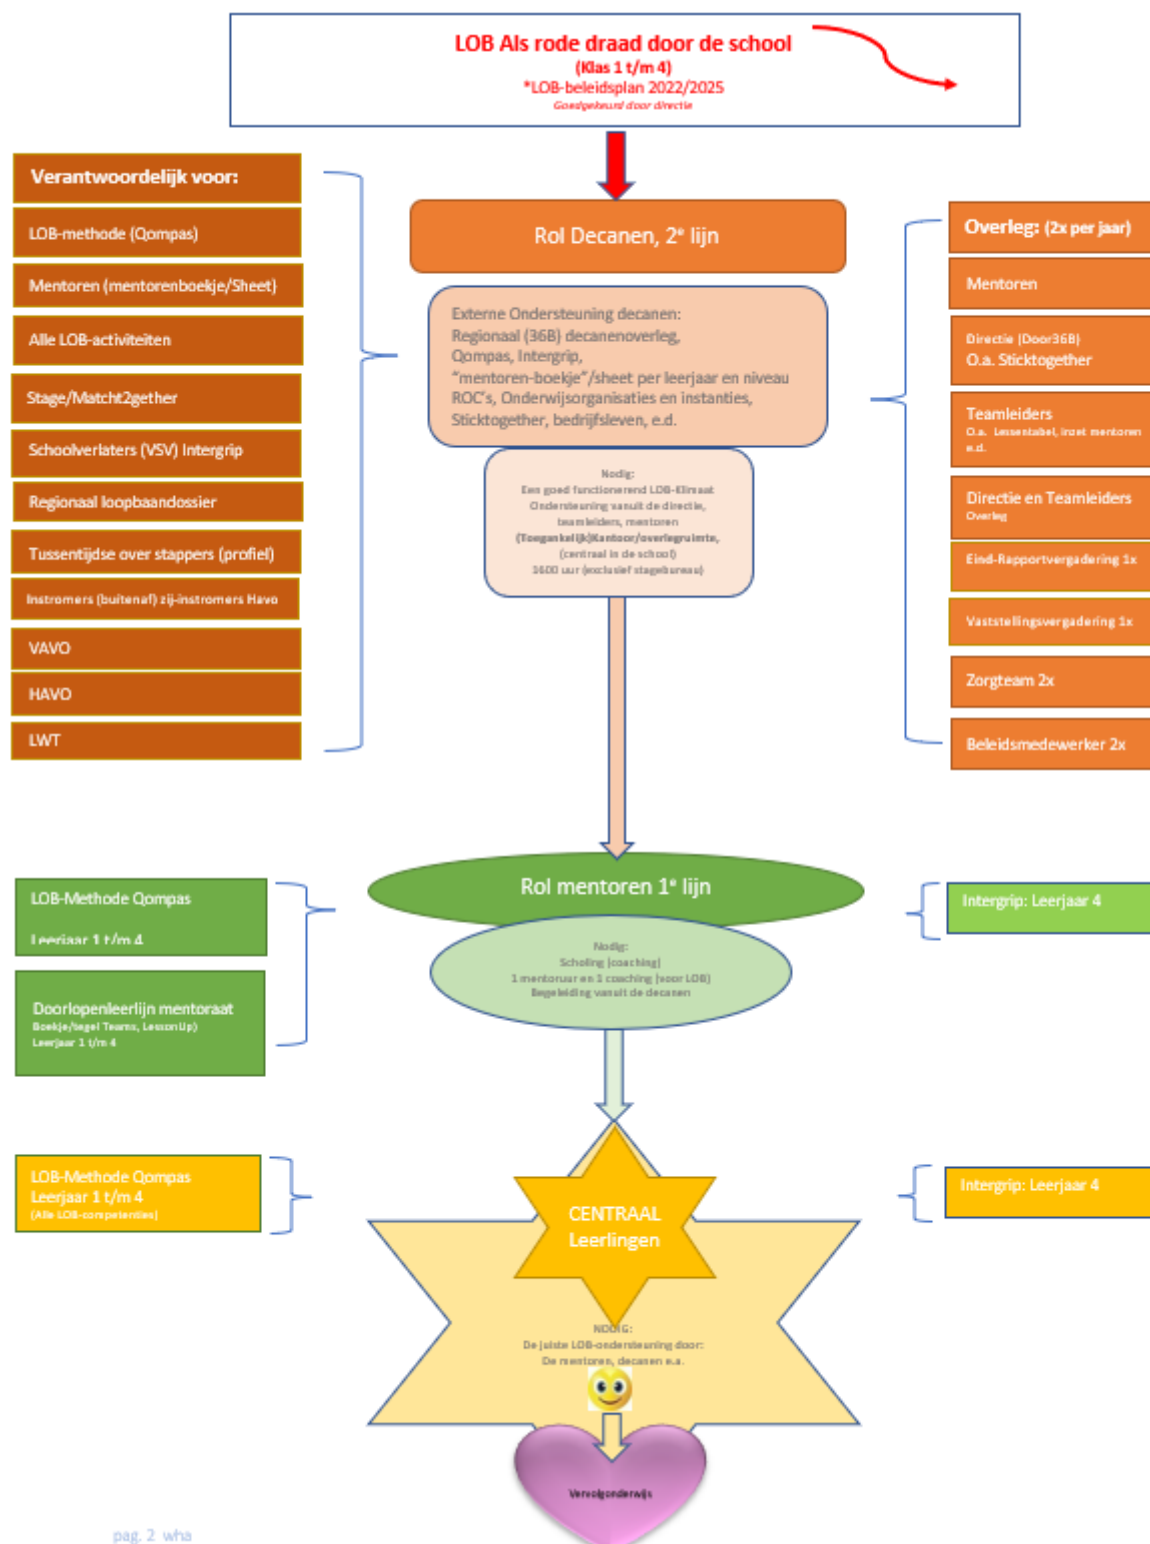 LOB Als rode draad door de school
(Klas 1 t/m 4)
*LOB-beleidsplan 2022/2025
Goedgekeurd door directie
Verantwoordelijk voor:
LOB-methode (Qompas)
Mentoren (mentorenboekje/Sheet)
Alle LOB-activiteiten
Stage/Matcht2gether
Schoolverlaters (VSV) Intergrip
Regionaal loopbaandossier
Tussentijdse over stappers (profiel)
Instromers (buitenaf) zij-instromers Havo
VAVO
HAVO
LWT
Rol Decanen, 2e lijn
Externe Ondersteuning decanen:
Regionaal (36B) decanenoverleg,
Qompas, Intergrip,
"mentoren-boekje"/sheet per leerjaar en niveau
ROC's, Onderwijsorganisaties en instanties,
Sticktogether, bedrijfsleven, e.d.
Nodig:
Een goed functionerend LOB-Klimaat
Ondersteuning vanuit de directie,
teamleiders, mentoren
(Toegankelijk)Kantoor/overlegruimte,
(centraal in de school)
1600 uur (exclusief stagebureau)
Overleg: (2x per jaar)
Mentoren
Directie (Door36B)
O.a. Sticktogether
Teamleiders
O.a. Lessentabel, inzet mentoren
e.d.
Directie en Teamleiders
Overleg
Eind-Rapportvergadering 1x
Vaststellingsvergadering 1x
Zorgteam 2x
Beleidsmedewerker 2x
Rol mentoren 1e lijn
Nodig:
Scholing (coaching)
1 mentoruur en 1 coaching (voor LOB)
Begeleiding vanuit de decanen
LOB-Methode Qompas
Leerjaar 1 t/m 4
Doorlopenleerlijn mentoraat
Boekje/tegel Teams, LessonUp)
Leerjaar 1 t/m 4
Intergrip: Leerjaar 4
LOB-Methode Qompas
Leerjaar 1 t/m 4
(Alle LOB-competenties)
Intergrip: Leerjaar 4
CENTRAAL
Leerlingen
NODIG:
De juiste LOB-ondersteuning door:
De mentoren, decanen e.a.
Vervolgonderwijs
pag. 2 wha